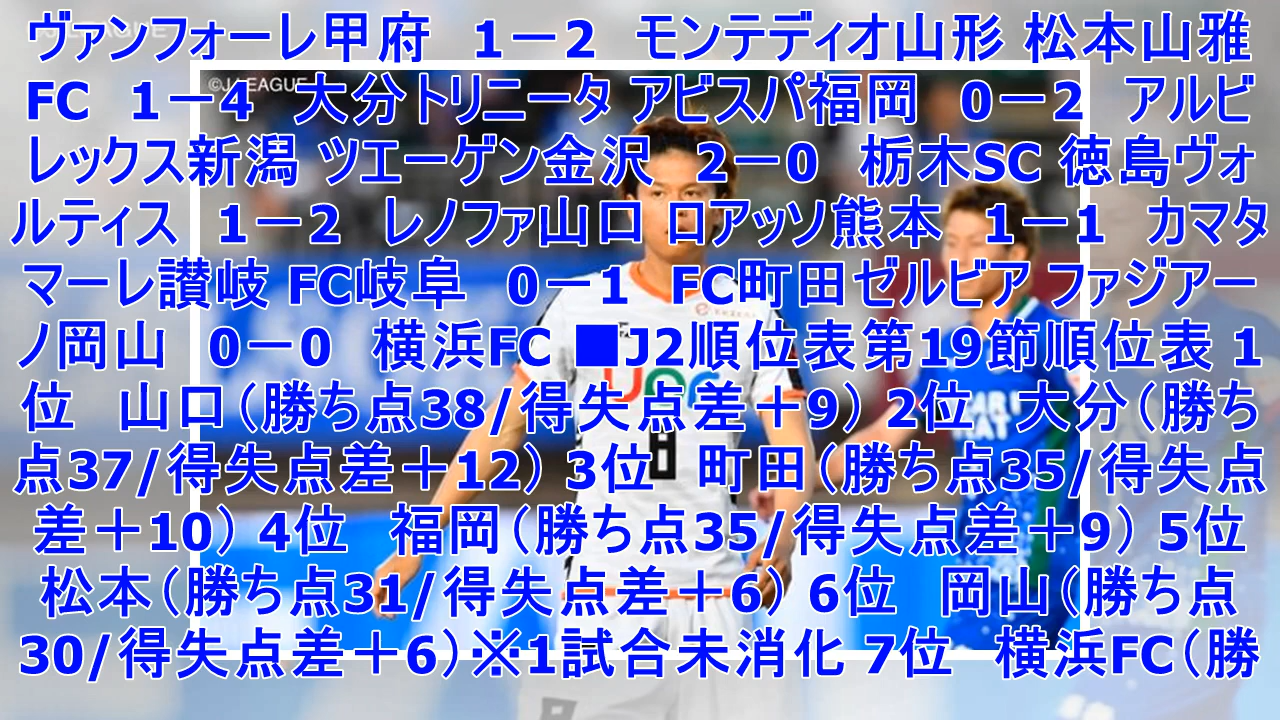 ヴァンフォーレ甲府　1－2　モンテディオ山形 松本山雅
FC　1－4　大分トリニータ アビスパ福岡　0－2　アルビ
レックス新潟 ツエーゲン金沢　2－0　栃木SC 徳島ヴォ
ルティス　1－2　レノファ山口 ロアッソ熊本　1－1　カマタ
マーレ讃岐 FC岐阜　0－1　FC町田ゼルビア ファジアー
ノ岡山　0－0　横浜FC ■J2順位表第19節順位表 1
位　山口（勝ち点38/得失点差＋9） 2位　大分（勝ち
点37/得失点差＋12） 3位　町田（勝ち点35/得失点
差＋10） 4位　福岡（勝ち点35/得失点差＋9） 5位
松本（勝ち点31/得失点差＋6） 6位　岡山（勝ち点
30/得失点差＋6）※1試合未消化 7位　横浜FC（勝
©J.LEAGUE
8